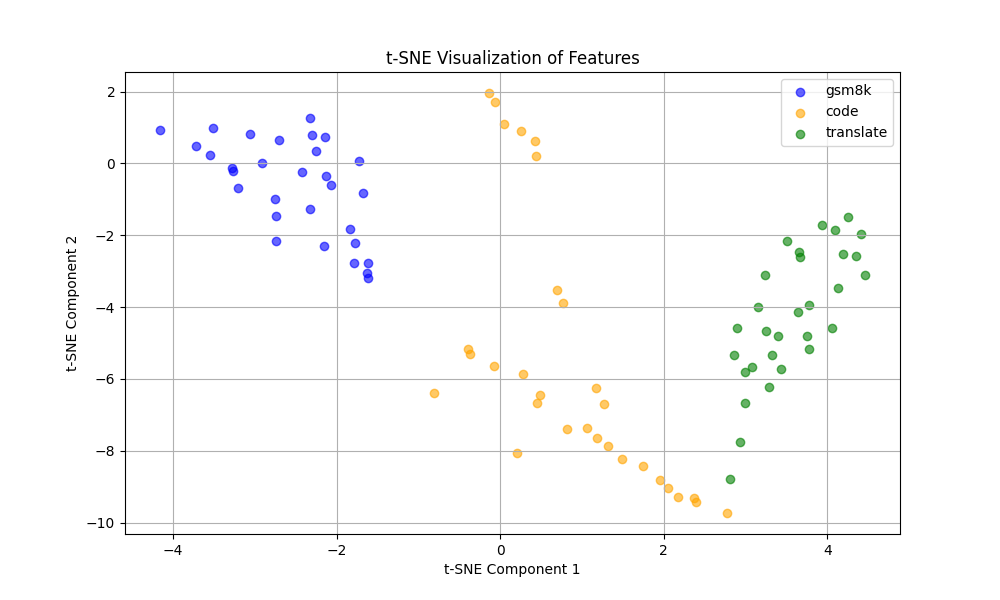 t-SNE Visualization of Features
gsm8k
code
translate
2
0
−2
−4
−6
−8
−10
t-SNE Component 2
−4
−2
0
2
4
t-SNE Component 1